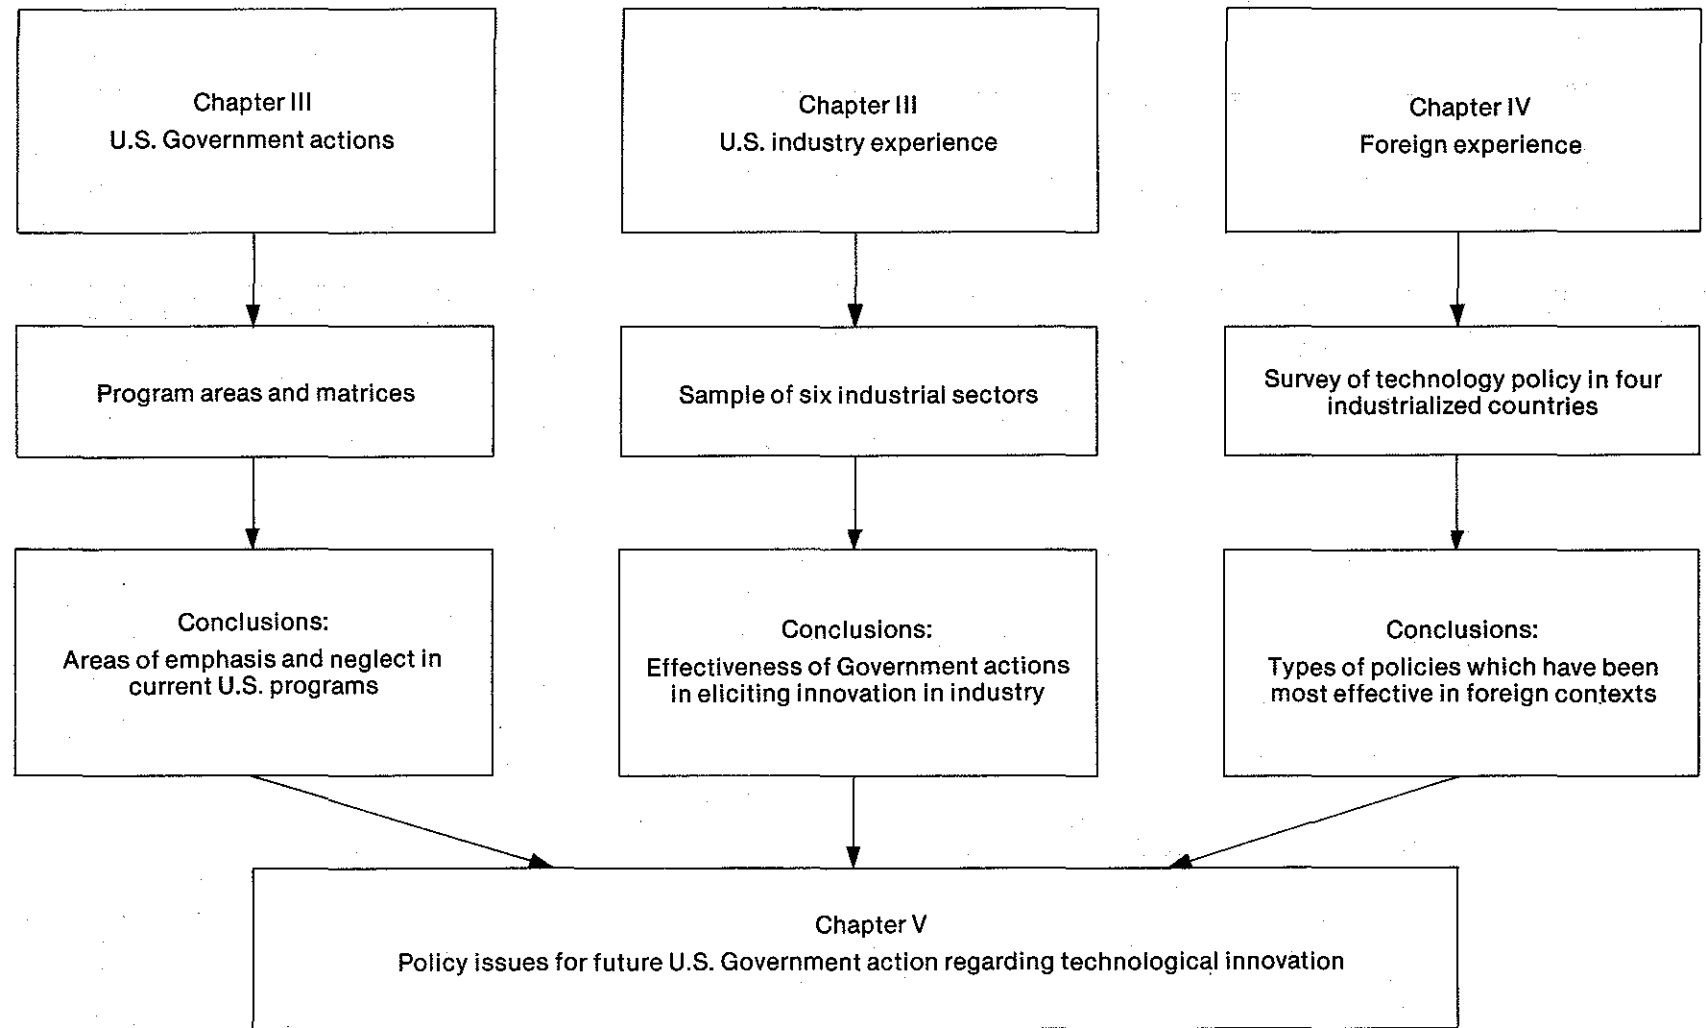 Chapter III
U.S. Government actions
Chapter III
U.S. industry experience
Chapter IV
Foreign experience
Program areas and matrices
Sample of six industrial sectors
Survey of technology policy in four
industrialized countries
Conclusions:
Areas of emphasis and neglect in
current U.S. programs
Conclusions:
Effectiveness of Government actions
in eliciting innovation in industry
Conclusions:
Types of policies which have been
most effective in foreign contexts
Chapter V
Policy issues for future U.S. Government action regarding technological innovation